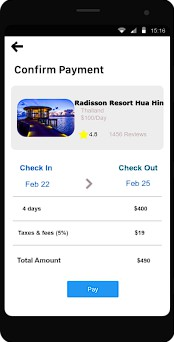 15:16
Confirm Payment
Radisson Resort Hua Hin
Thailand
$100/Day
4.8 1456 Reviews
Check In Check Out
Feb 22 Feb 25
4 days $400
Taxes & fees (5%) $19
Total Amount $450
Pay